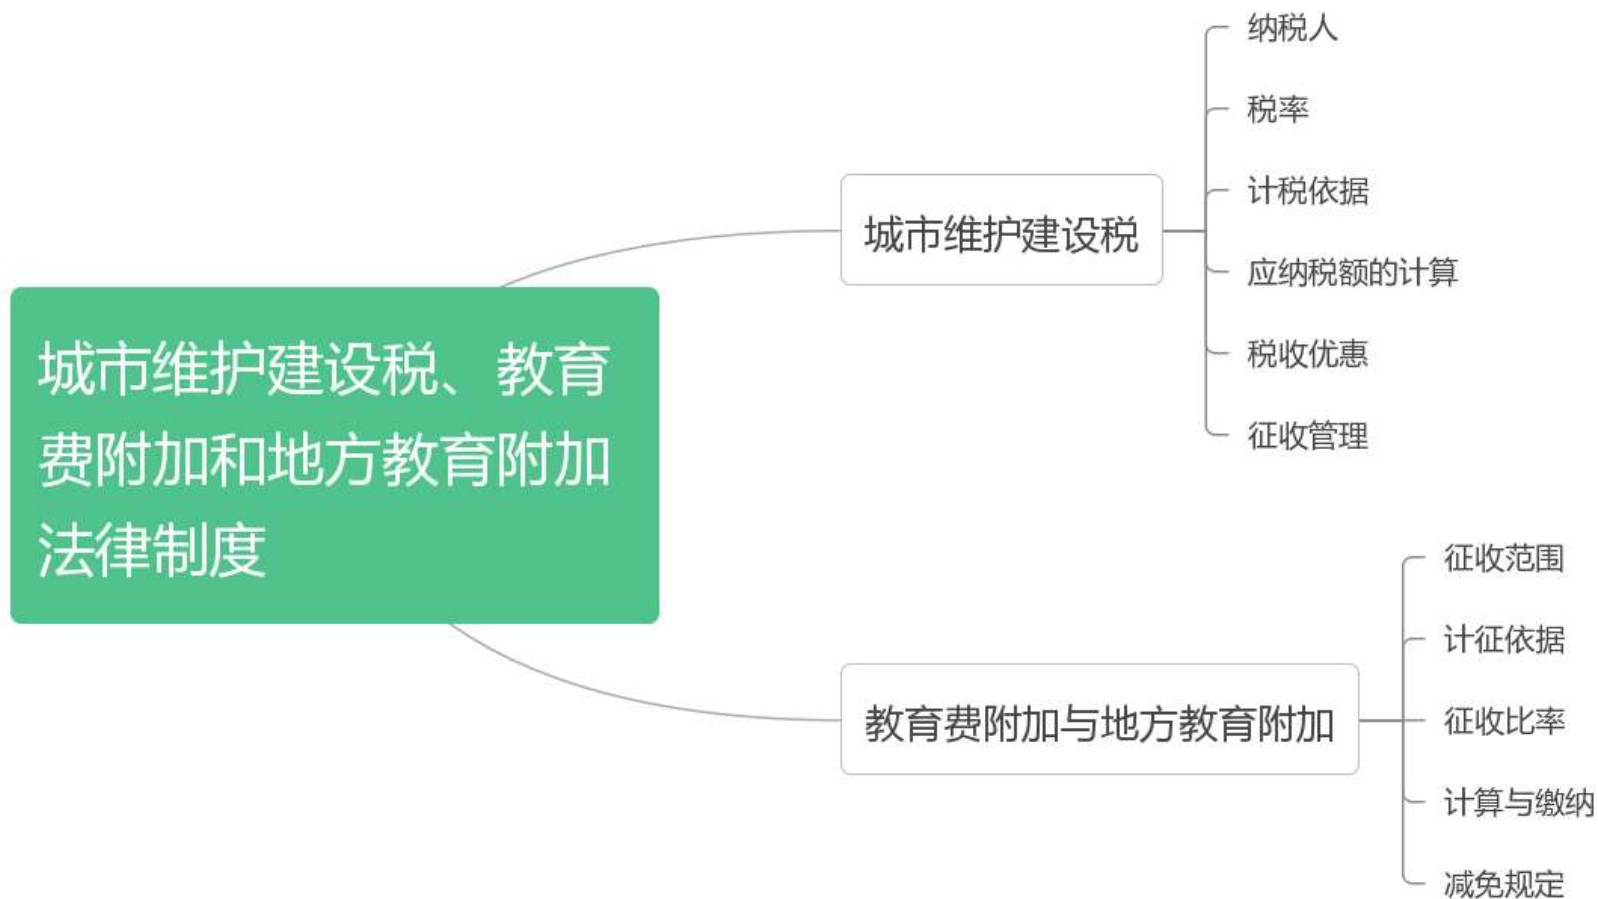 城市维护建设税、教育
费附加和地方教育附加
法律制度
城市维护建设税
纳税人
税率
计税依据
应纳税额的计算
税收优惠
征收管理
教育费附加与地方教育附加
征收范围
计征依据
征收比率
计算与缴纳
减免规定